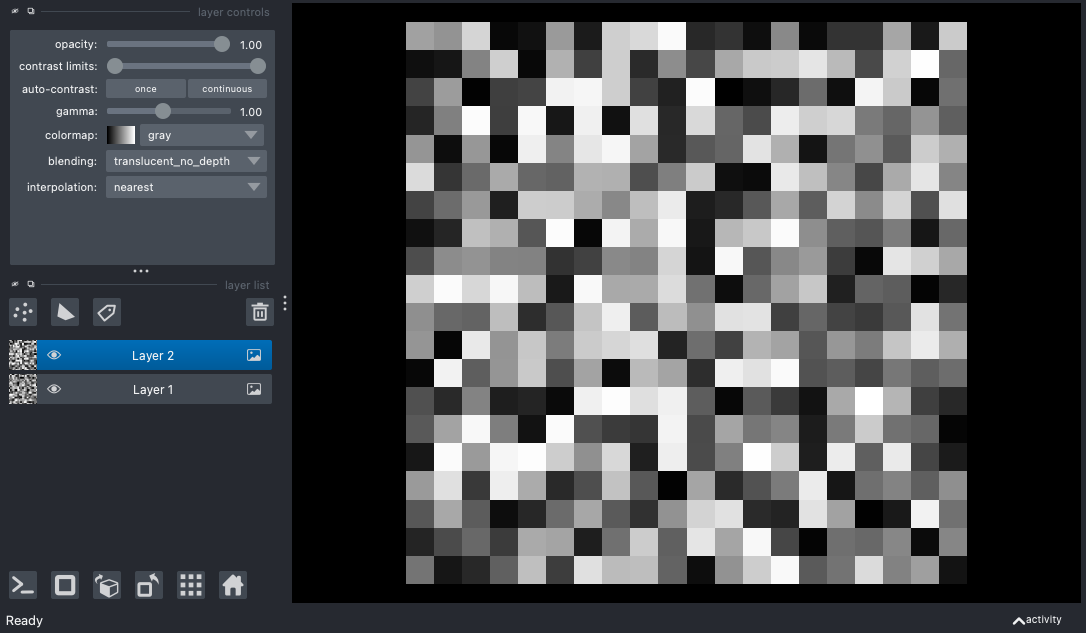 layer controls
opacity: 1.00
contrast limits:
auto-contrast: once continuous
gamma: 1.00
colormap: gray
blending: translucent_no_depth
interpolation: nearest
layer list
Layer 2
Layer 1
Ready activity